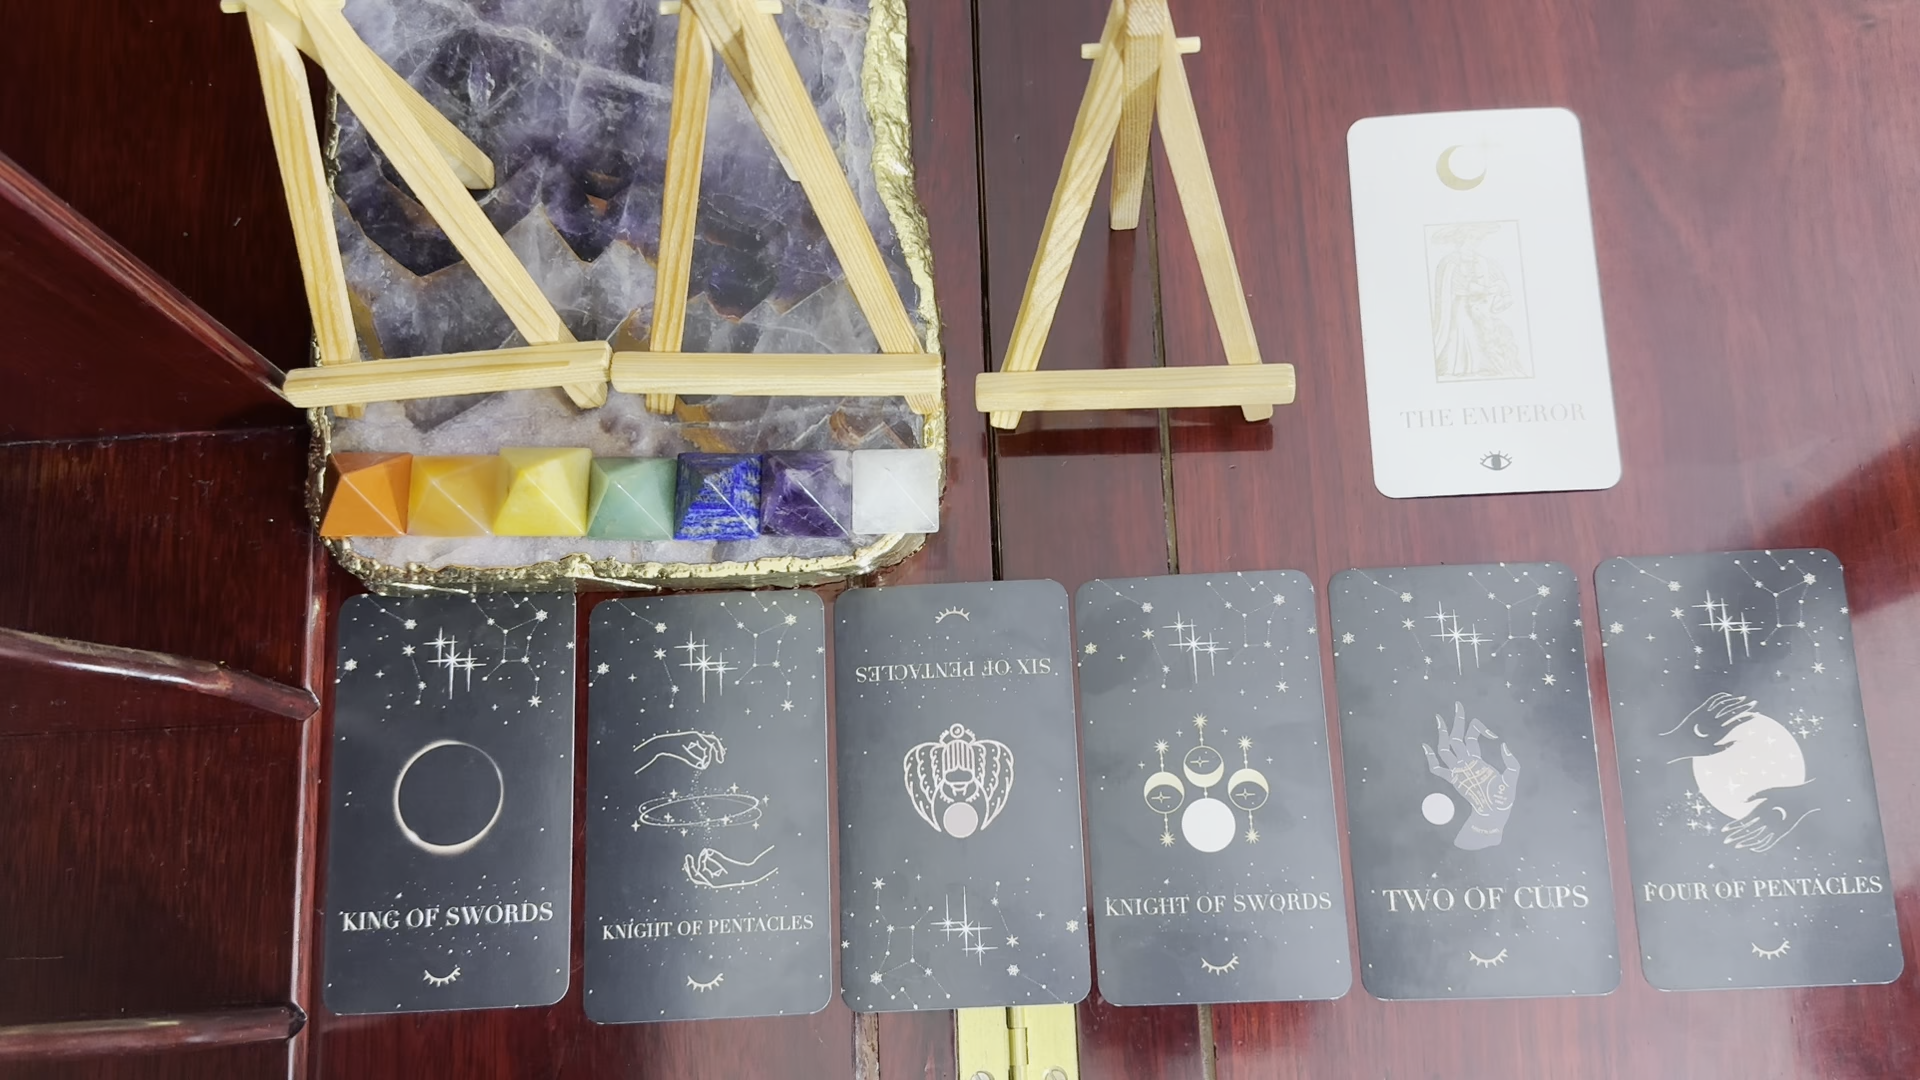 THE EMPEROR
KING OF SWORDS
KNIGHT OF PENTACLES
SIX OF PENTACLES
KNIGHT OF SWORDS
TWO OF CUPS
FOUR OF PENTACLES